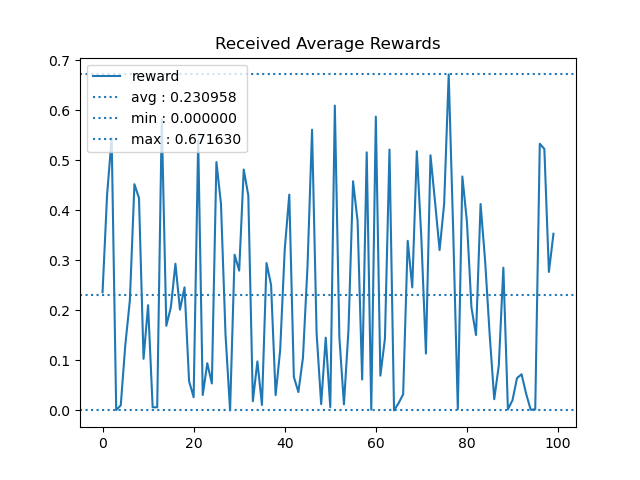 Received Average Rewards
0.7
0.6
0.5
0.4
0.3
0.2
0.1
0.0
reward
avg : 0.230958
min : 0.000000
max : 0.671630
0 20 40 60 80 100